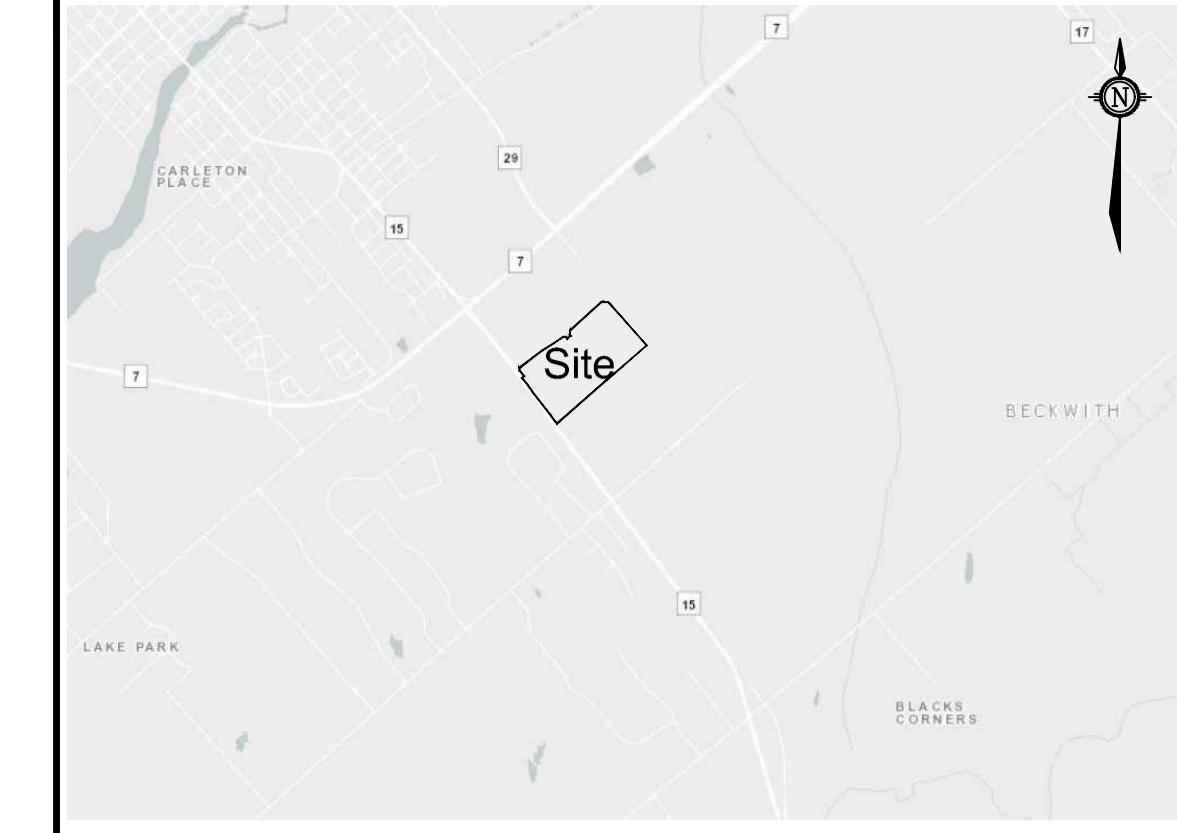 7
17
N
29
CARLETON
PLACE
15
7
Site
7
BECKWITH
15
LAKE PARK
BLACKS
CORNERS